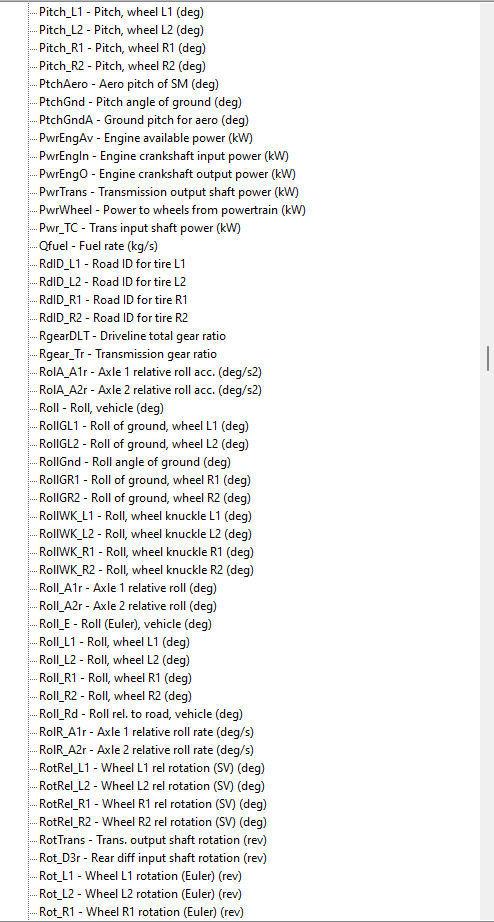 Pitch_L1 - Pitch, wheel L1 (deg)
Pitch_L2 - Pitch, wheel L2 (deg)
Pitch_R1 - Pitch, wheel R1 (deg)
Pitch_R2 - Pitch, wheel R2 (deg)
PtchAero - Aero pitch of SM (deg)
PtchGnd - Pitch angle of ground (deg)
PtchGndA - Ground pitch for aero (deg)
PwrEngAv - Engine available power (kW)
PwrEngIn - Engine crankshaft input power (kW)
PwrEngO - Engine crankshaft output power (kW)
PwrTrans - Transmission output shaft power (kW)
PwrWheel - Power to wheels from powertrain (kW)
Pwr_TC - Trans input shaft power (kW)
Qfuel - Fuel rate (kg/s)
RdID_L1 - Road ID for tire L1
RdID_L2 - Road ID for tire L2
RdID_R1 - Road ID for tire R1
RdID_R2 - Road ID for tire R2
RgearDLT - Driveline total gear ratio
Rgear_Tr - Transmission gear ratio
RolA_A1r - Axle 1 relative roll acc. (deg/s2)
RolA_A2r - Axle 2 relative roll acc. (deg/s2)
Roll - Roll, vehicle (deg)
RollGL1 - Roll of ground, wheel L1 (deg)
RollGL2 - Roll of ground, wheel L2 (deg)
RollGnd - Roll angle of ground (deg)
RollGR1 - Roll of ground, wheel R1 (deg)
RollGR2 - Roll of ground, wheel R2 (deg)
RollWK_L1 - Roll, wheel knuckle L1 (deg)
RollWK_L2 - Roll, wheel knuckle L2 (deg)
RollWK_R1 - Roll, wheel knuckle R1 (deg)
RollWK_R2 - Roll, wheel knuckle R2 (deg)
Roll_A1r - Axle 1 relative roll (deg)
Roll_A2r - Axle 2 relative roll (deg)
Roll_E - Roll (Euler), vehicle (deg)
Roll_L1 - Roll, wheel L1 (deg)
Roll_L2 - Roll, wheel L2 (deg)
Roll_R1 - Roll, wheel R1 (deg)
Roll_R2 - Roll, wheel R2 (deg)
Roll_Rd - Roll rel. to road, vehicle (deg)
RolR_A1r - Axle 1 relative roll rate (deg/s)
RolR_A2r - Axle 2 relative roll rate (deg/s)
RotRel_L1 - Wheel L1 rel rotation (SV) (deg)
RotRel_L2 - Wheel L2 rel rotation (SV) (deg)
RotRel_R1 - Wheel R1 rel rotation (SV) (deg)
RotRel_R2 - Wheel R2 rel rotation (SV) (deg)
RotTrans - Trans. output shaft rotation (rev)
Rot_D3r - Rear diff input shaft rotation (rev)
Rot_L1 - Wheel L1 rotation (Euler) (rev)
Rot_L2 - Wheel L2 rotation (Euler) (rev)
Rot_R1 - Wheel R1 rotation (Euler) (rev)